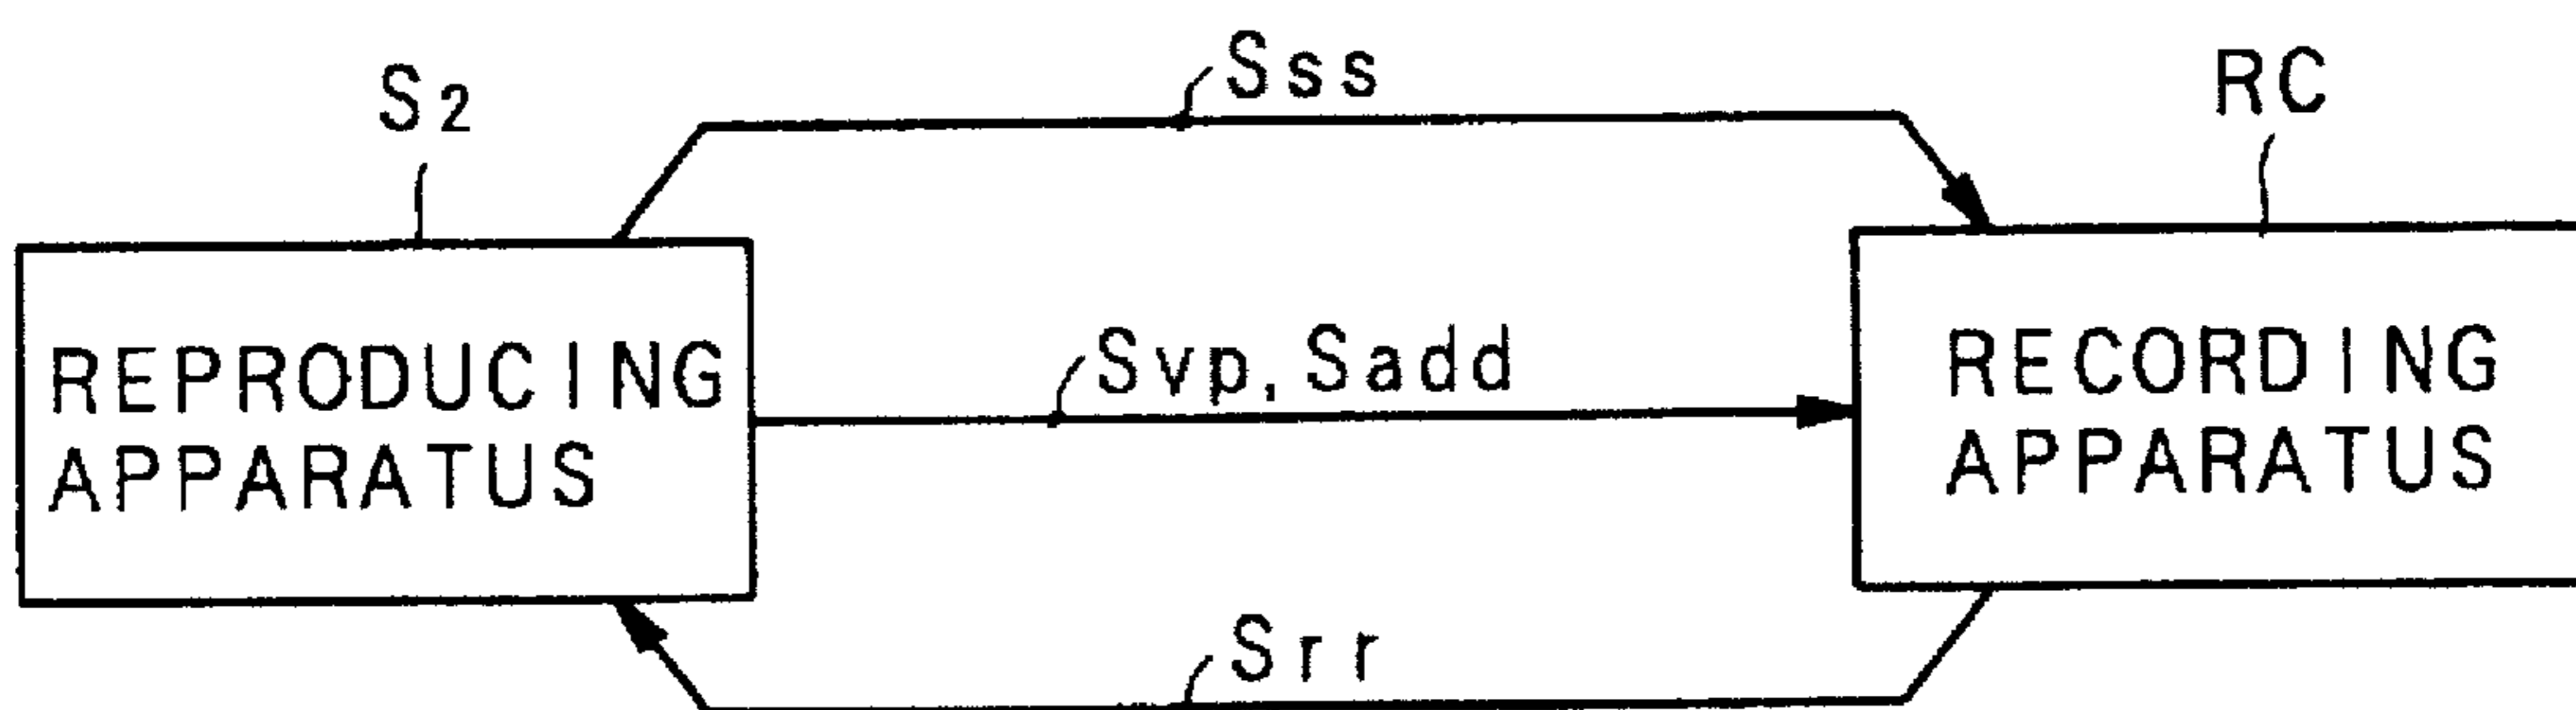 S2
Sss
RC
REPRODUCING
APPARATUS
Svp, Sadd
RECORDING
APPARATUS
Srr